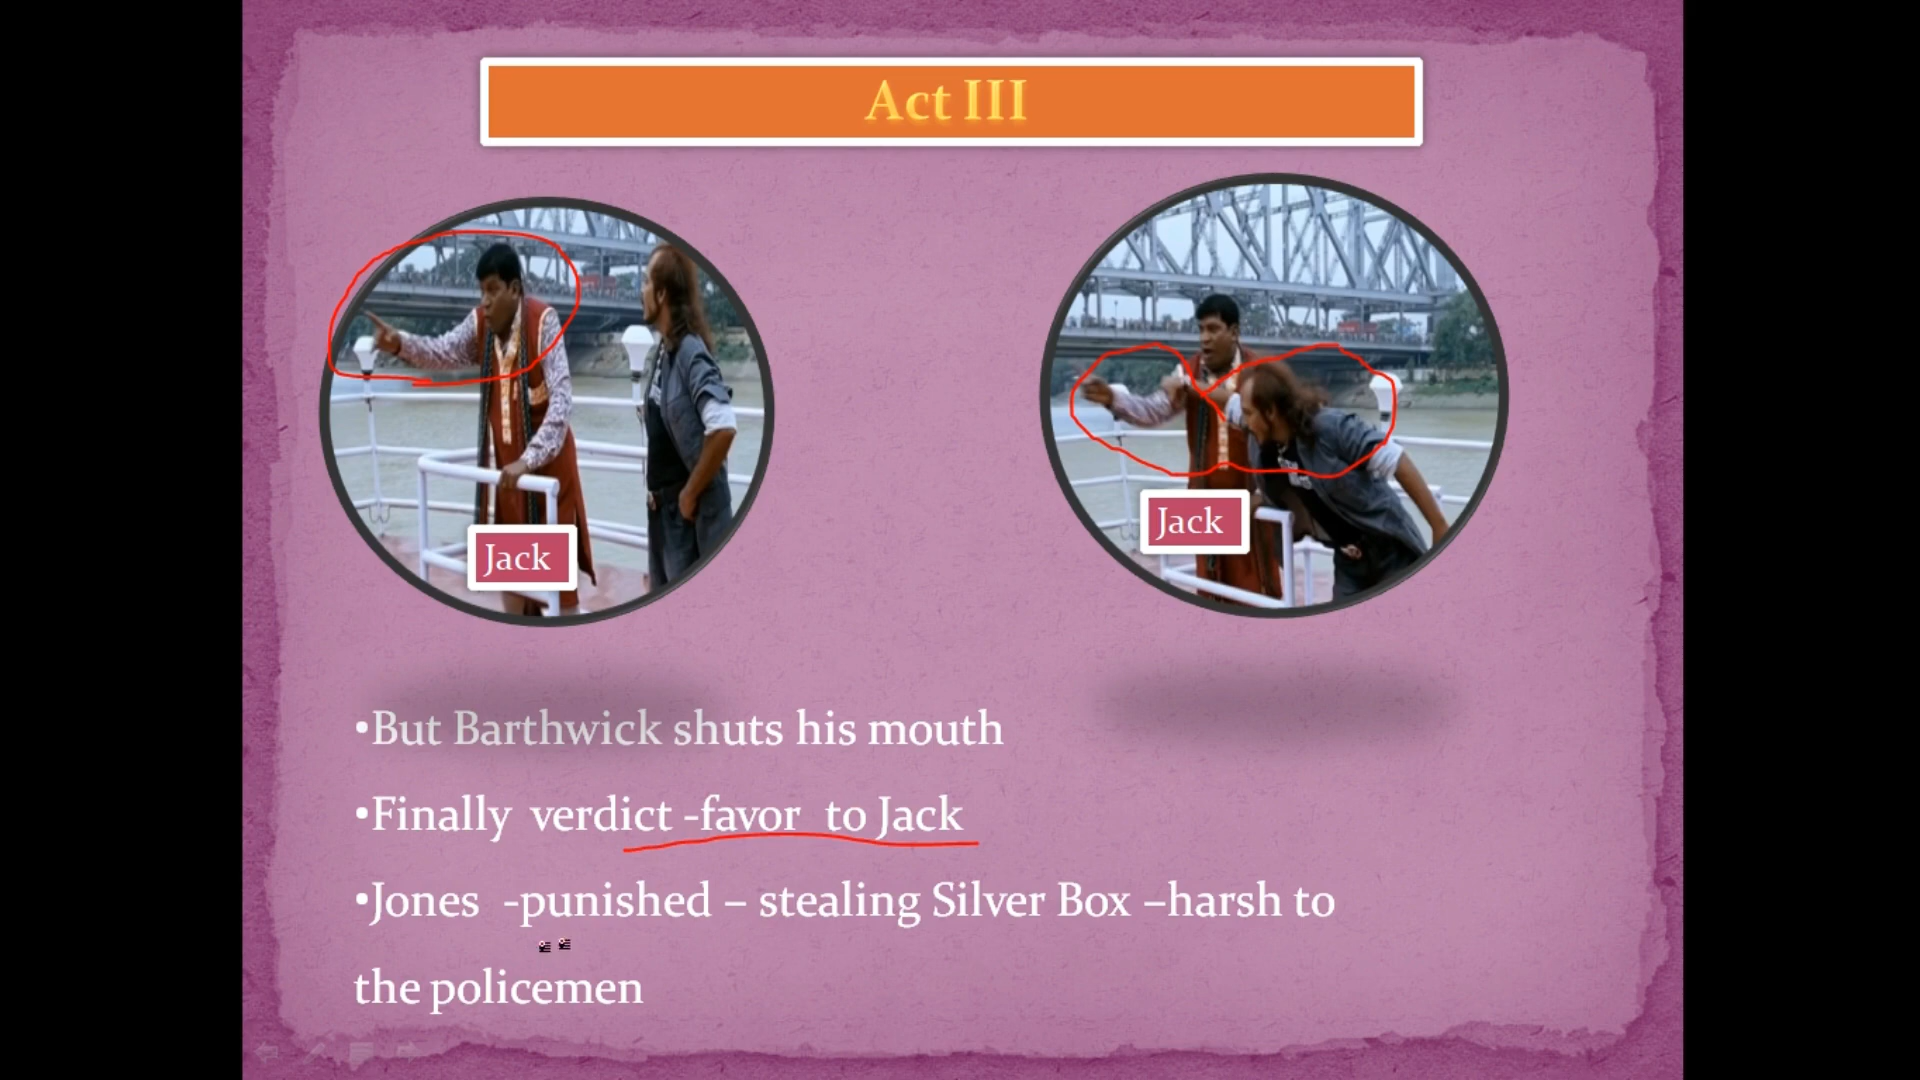 Act III
Jack
Jack
•But Barthwick shuts his mouth
•Finally verdict -favor to Jack
•Jones -punished – stealing Silver Box –harsh to
the policemen